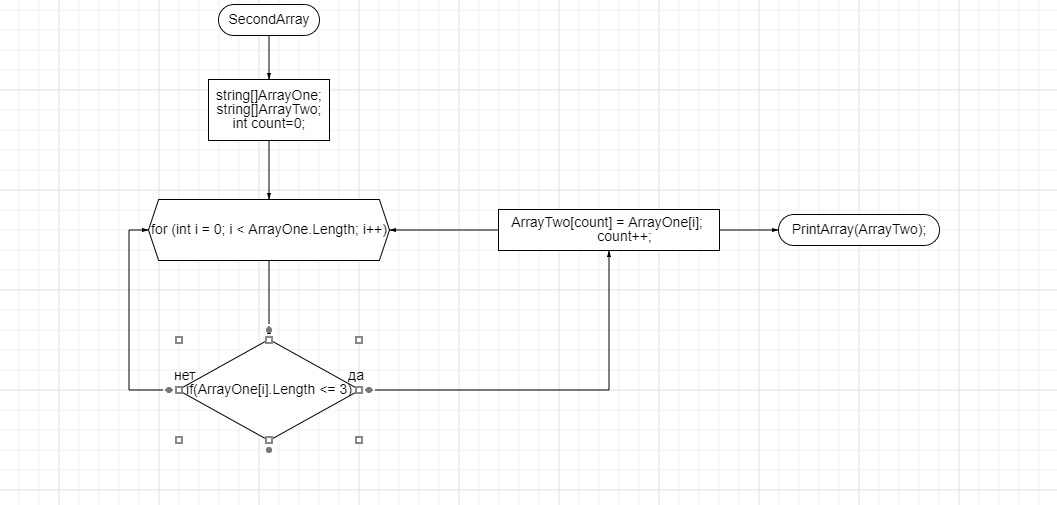 SecondArray
string[]ArrayOne;
string[]ArrayTwo;
int count=0;
for (int i = 0; i < ArrayOne.Length; i++)
ArrayTwo[count] = ArrayOne[i];
count++;
PrintArray(ArrayTwo);
нет
да
if(ArrayOne[i].Length <= 3)